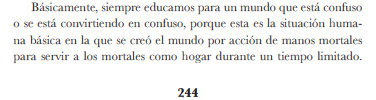 Básicamente, siempre educamos para un mundo que está confuso
o se está convirtiendo en confuso, porque esta es la situación huma-
na básica en la que se creó el mundo por acción de manos mortales
para servir a los mortales como hogar durante un tiempo limitado.
244